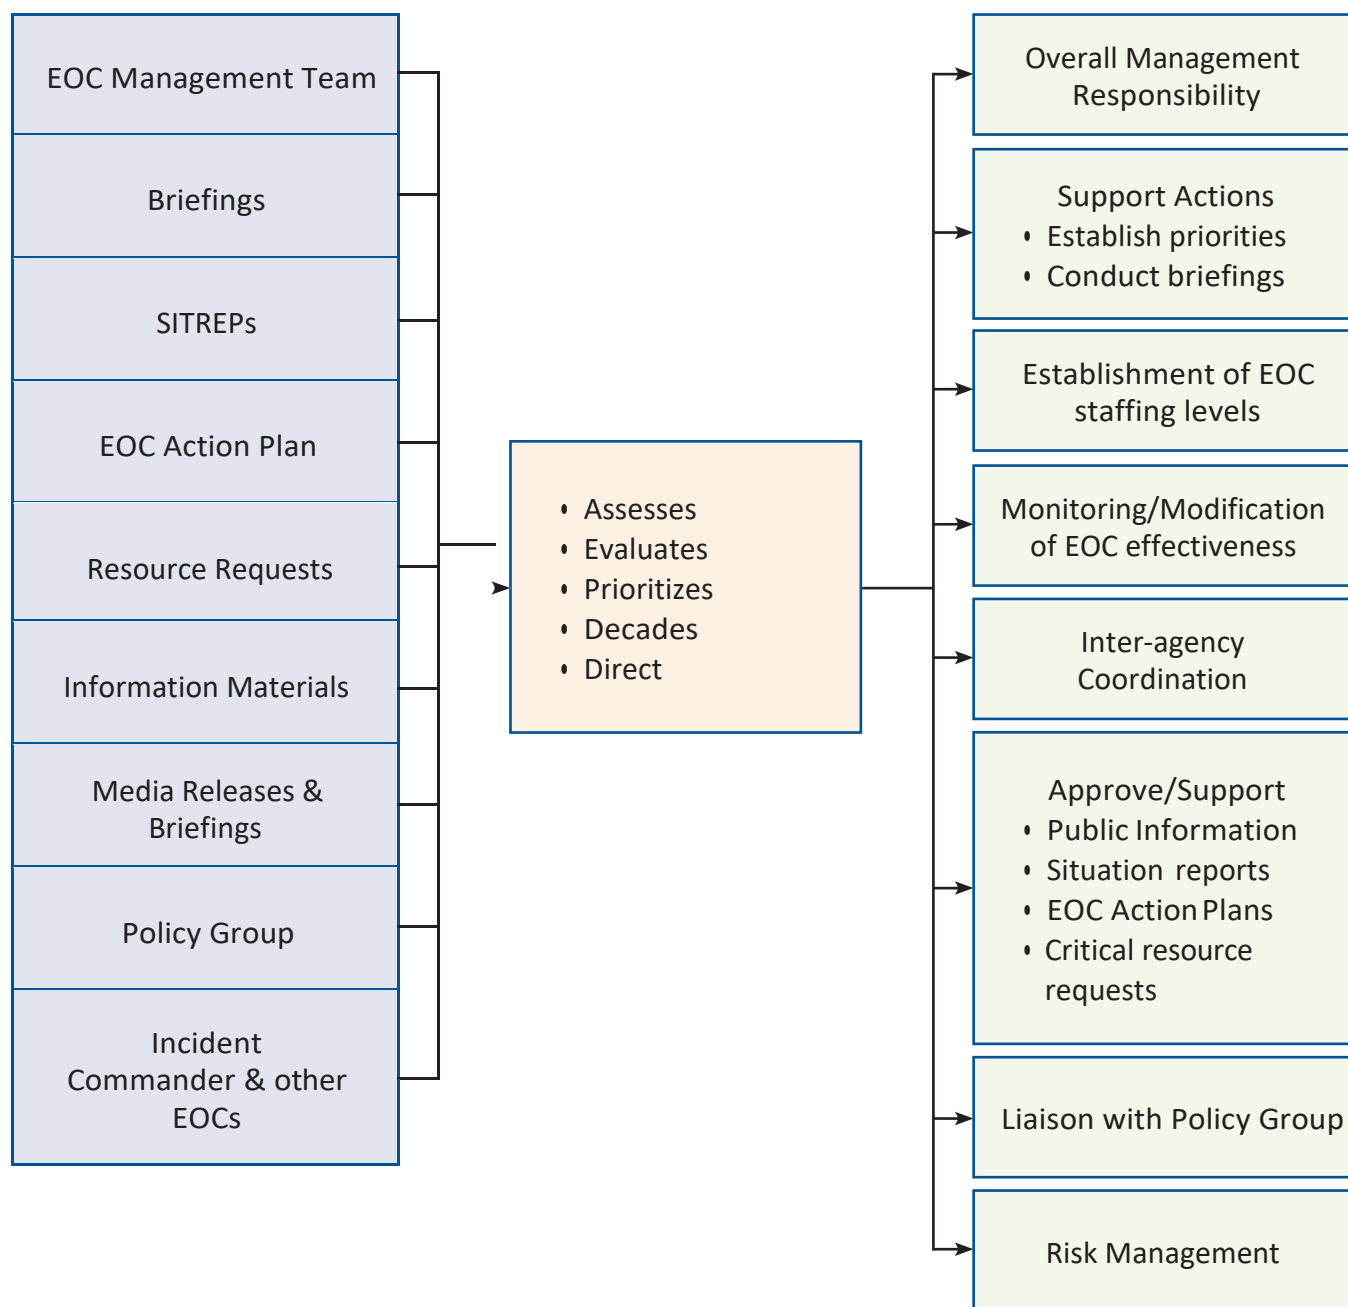 EOC Management Team
Briefings
SITREPs
EOC Action Plan
Resource Requests
Information Materials
Media Releases &
Briefings
Policy Group
Incident
Commander & other
EOCs
• Assesses
• Evaluates
• Prioritizes
• Decades
• Direct
Overall Management
Responsibility
Support Actions
• Establish priorities
• Conduct briefings
Establishment of EOC
staffing levels
Monitoring/Modification
of EOC effectiveness
Inter-agency
Coordination
Approve/Support
• Public Information
• Situation reports
• EOC Action Plans
• Critical resource
requests
Liaison with Policy Group
Risk Management